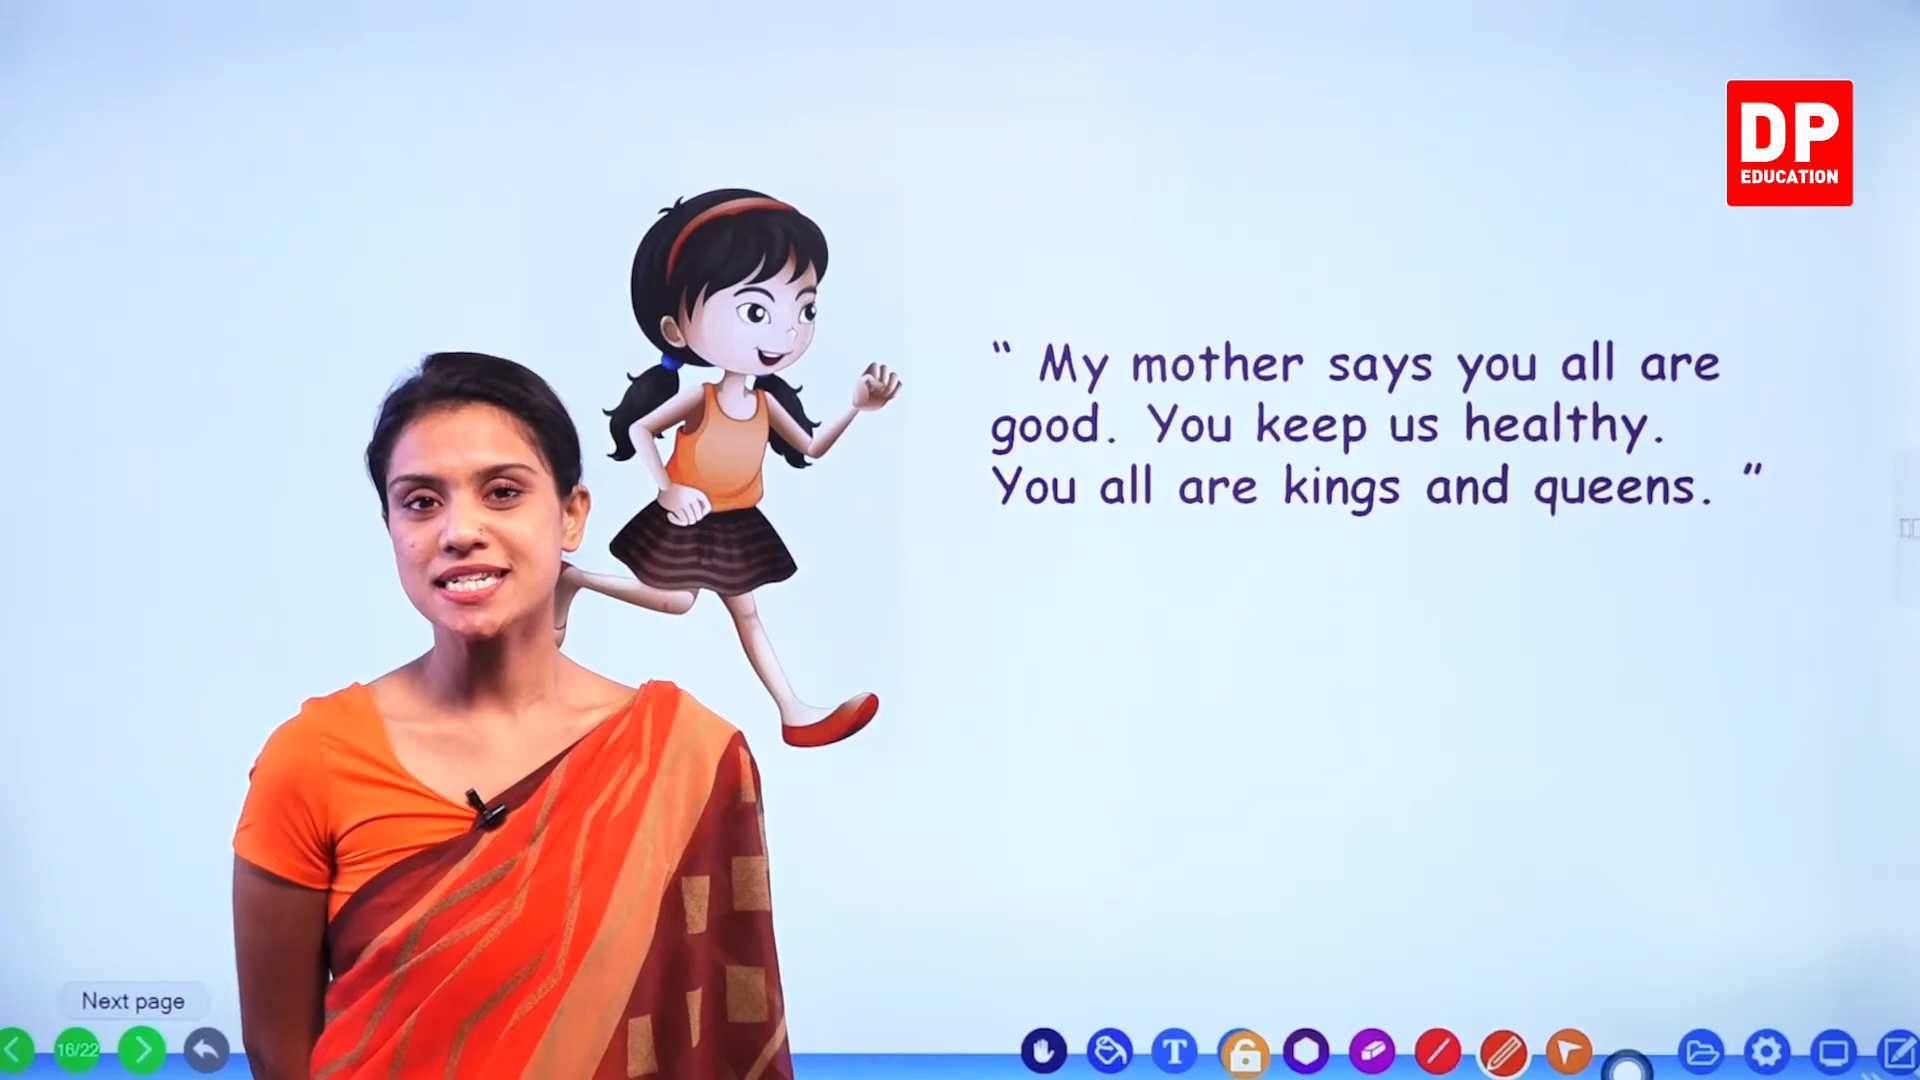 DP
EDUCATION
“ My mother says you all are
good. You keep us healthy.
You all are kings and queens. ”
Next page
16/22
T